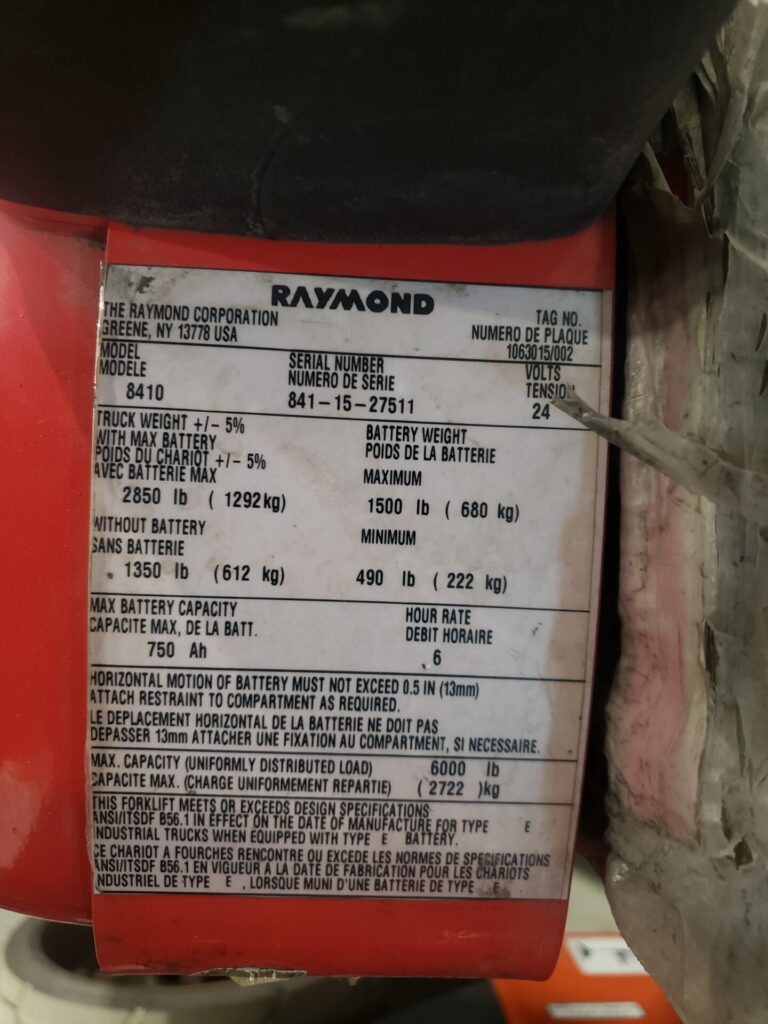 RAYMOND
THE RAYMOND CORPORATION
GREENE, NY 13778 USA
TAG NO.
NUMERO DE PLAQUE
1063015/002
MODEL
MODELE
8410
SERIAL NUMBER
NUMERO DE SERIE
841-15-27511
VOLTS
TENSION
24
TRUCK WEIGHT +/- 5%
WITH MAX BATTERY
POIDS DU CHARIOT +/- 5%
AVEC BATTERIE MAX
2850 lb ( 1292kg)
BATTERY WEIGHT
POIDS DE LA BATTERIE
MAXIMUM
1500 lb ( 680 kg)
WITHOUT BATTERY
SANS BATTERIE
1350 lb (612 kg)
MINIMUM
490 lb ( 222 kg)
MAX BATTERY CAPACITY
CAPACITE MAX, DE LA BATT.
750 Ah
HOUR RATE
DEBIT HORAIRE
6
HORIZONTAL MOTION OF BATTERY MUST NOT EXCEED 0.5 IN (13mm)
ATTACH RESTRAINT TO COMPARTMENT AS REQUIRED.
LE DEPLACEMENT HORIZONTAL DE LA BATTERIE NE DOIT PAS
DEPASSER 13mm ATTACHER UNE FIXATION AU COMPARTMENT, SI NECESSAIRE.
MAX. CAPACITY (UNIFORMLY DISTRIBUTED LOAD) 6000 lb
CAPACITE MAX. (CHARGE UNIFORMEMENT REPARTIE) ( 2722 )kg
THIS FORKLIFT MEETS OR EXCEEDS DESIGN SPECIFICATIONS
ANSI/ITSDF B56.1 IN EFFECT ON THE DATE OF MANUFACTURE FOR TYPE E
INDUSTRIAL TRUCKS WHEN EQUIPPED WITH TYPE E BATTERY.
CE CHARIOT A FOURCHES RENCONTRE OU EXCEDE LES NORMES DE SPECIFICATIONS
ANSI/ITSDF B56.1 EN VIGUEUR A LA DATE DE FABRICATION POUR LES CHARIOTS
INDUSTRIEL DE TYPE E , LORSQUE MUNI D'UNE BATTERIE DE TYPE E .